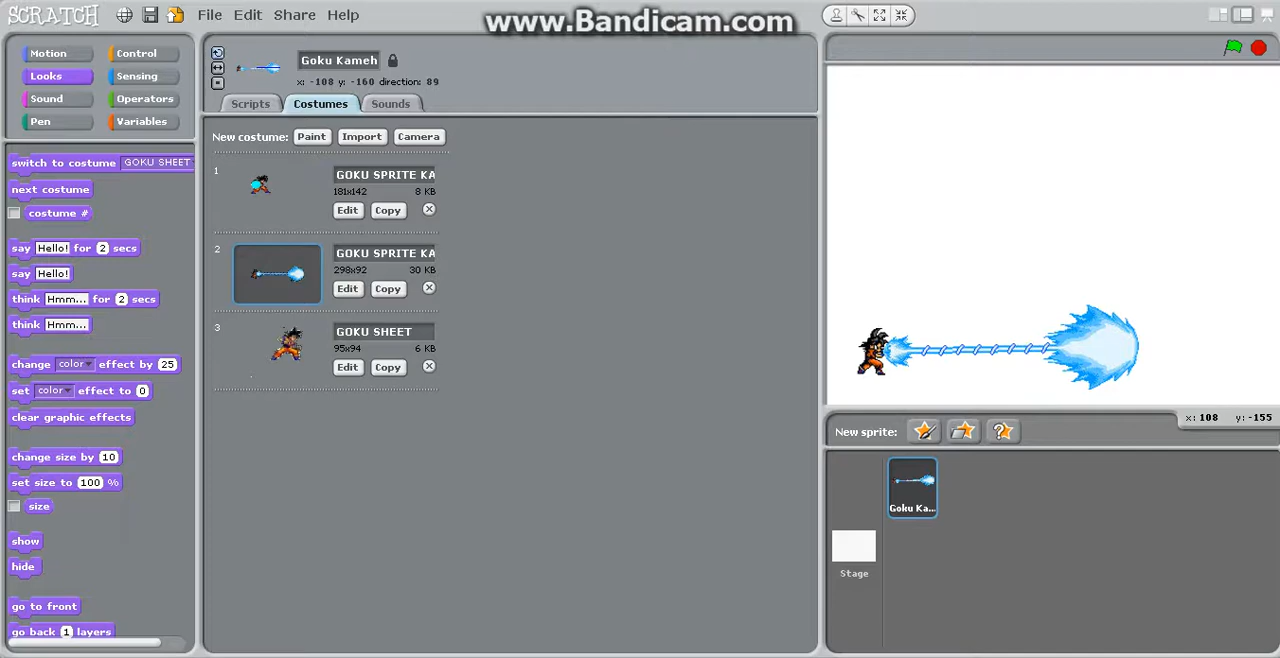 SCRATCH File Edit Share Help
www.Bandicam.com
Motion Control
Looks Sensing
Sound Operators
Pen Variables
Goku Kameh
x: -108 y: -160 direction: 89
Scripts Costumes Sounds
switch to costume GOKU SHEET
next costume
costume #
say Hello! for 2 secs
say Hello!
think Hmm... for 2 secs
think Hmm...
change color effect by 25
set color effect to 0
clear graphic effects
change size by 10
set size to 100 %
size
show
hide
go to front
go back 1 layers
New costume: Paint Import Camera
1
GOKU SPRITE KA
181x142 8 KB
Edit Copy
2
GOKU SPRITE KA
298x92 30 KB
Edit Copy
3
GOKU SHEET
95x94 6 KB
Edit Copy
x: 108 y: -155
New sprite:
Goku Ka...
Stage